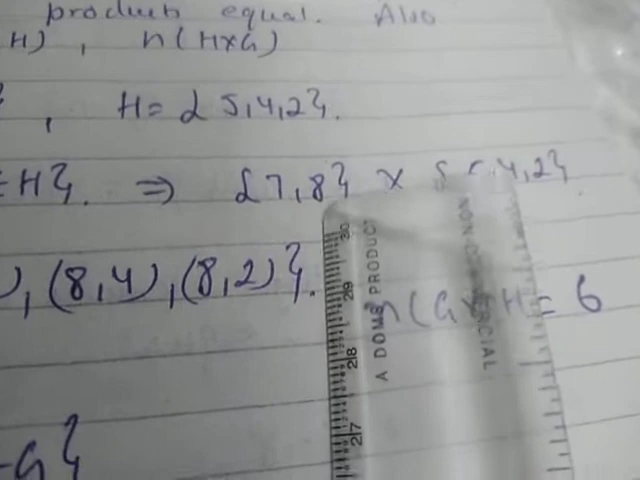 products equal. Also
H) , n(H×G)
, H = {5,4,2}.
∈ H}. ⇒ {7,8} × {5,4,2}
), (8,4), (8,2)}.
n(G×H = 6
G}
30 29 28 27
A DOMS PRODUCT
NON-COMMERCIAL